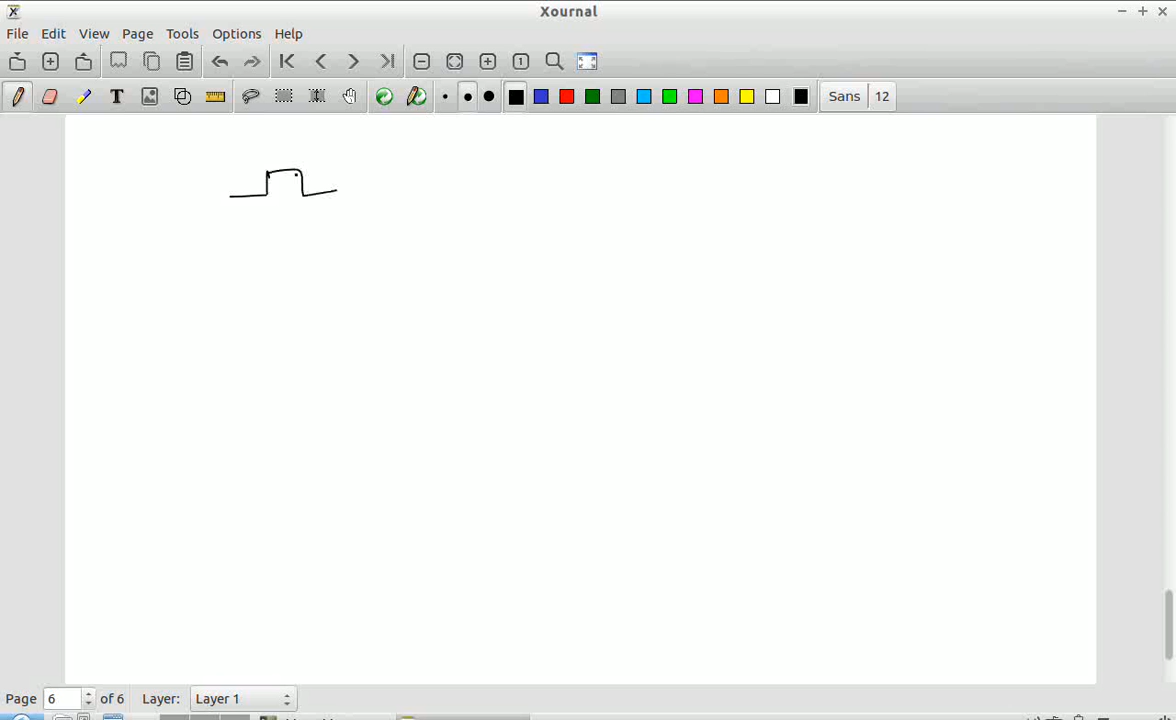 Xournal
File Edit View Page Tools Options Help
Sans 12
Page 6 of 6 Layer: Layer 1